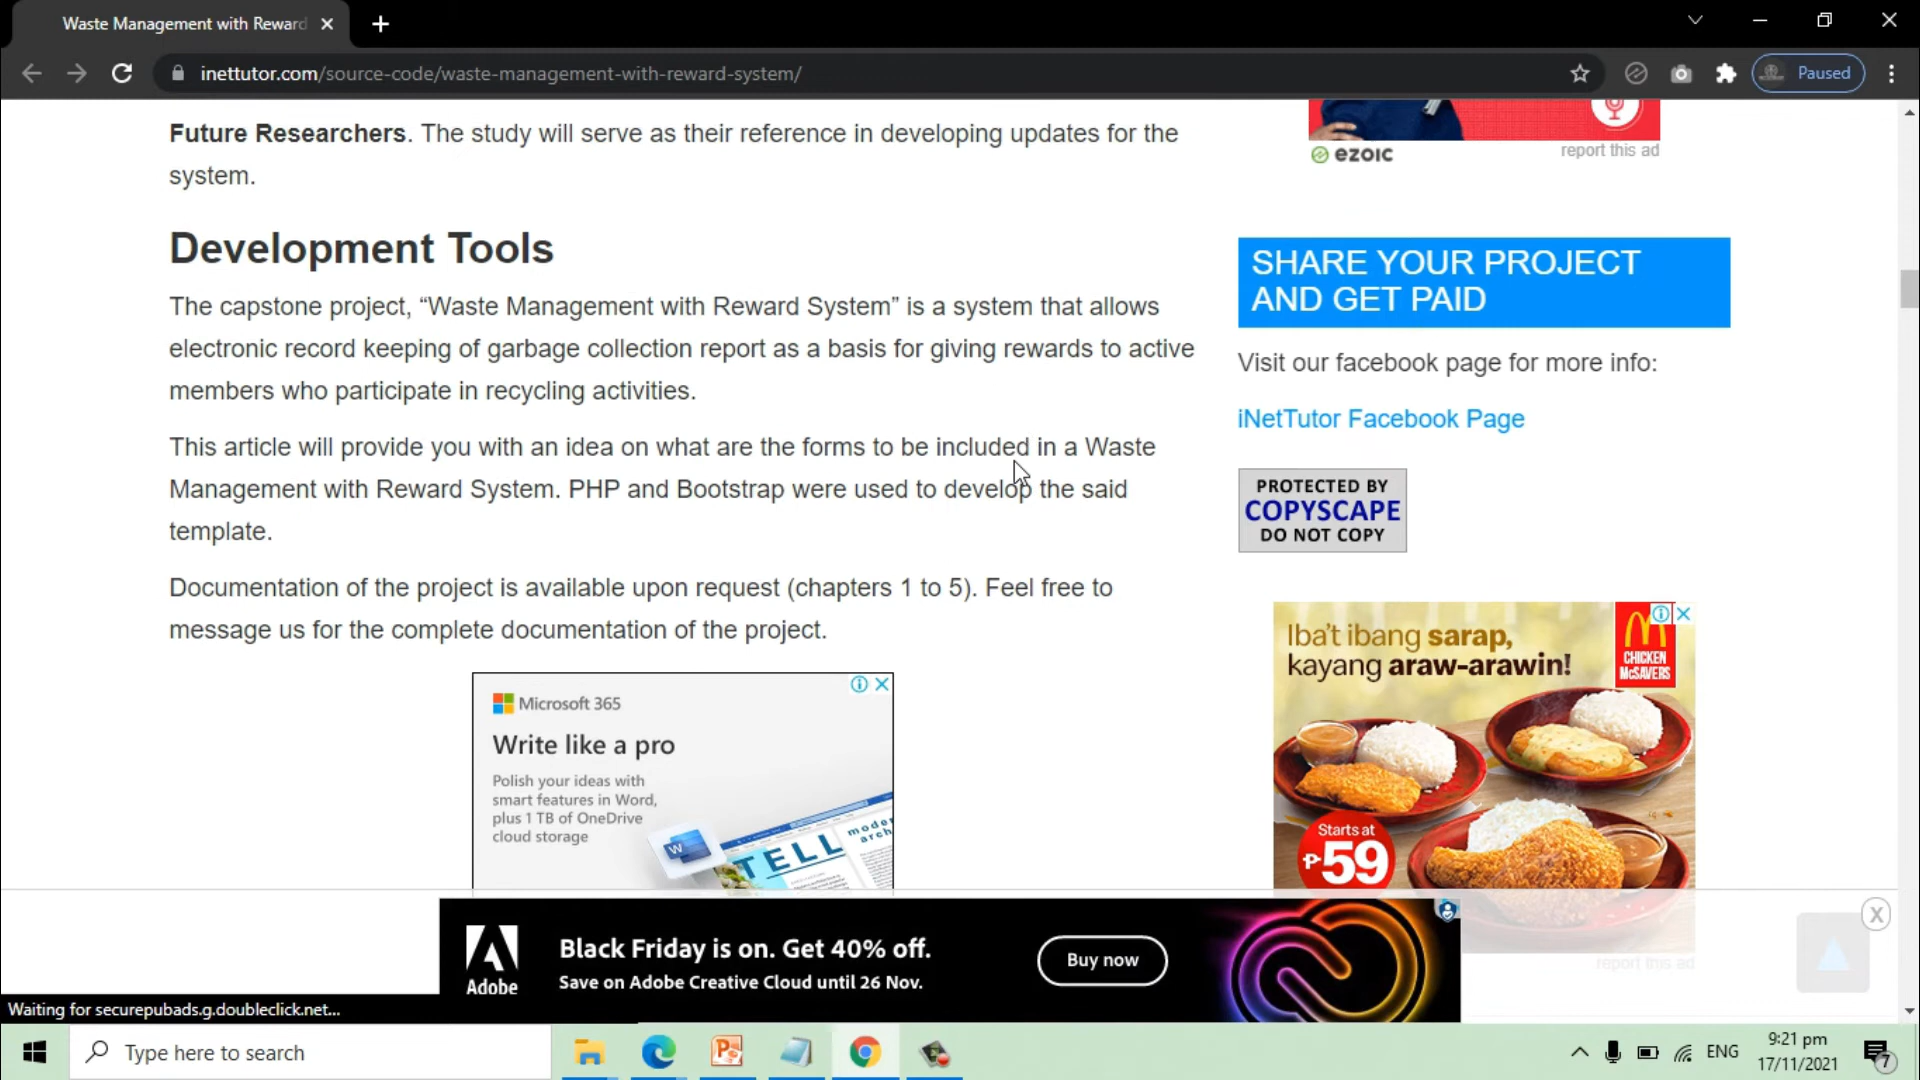 Waste Management with Reward
inettutor.com/source-code/waste-management-with-reward-system/
Paused
Future Researchers. The study will serve as their reference in developing updates for the
system.
Development Tools
The capstone project, “Waste Management with Reward System” is a system that allows
electronic record keeping of garbage collection report as a basis for giving rewards to active
members who participate in recycling activities.
This article will provide you with an idea on what are the forms to be included in a Waste
Management with Reward System. PHP and Bootstrap were used to develop the said
template.
Documentation of the project is available upon request (chapters 1 to 5). Feel free to
message us for the complete documentation of the project.
Microsoft 365
Write like a pro
Polish your ideas with
smart features in Word,
plus 1 TB of OneDrive
cloud storage
W
TELL
ezoic
report this ad
SHARE YOUR PROJECT
AND GET PAID
Visit our facebook page for more info:
iNetTutor Facebook Page
PROTECTED BY
COPYSCAPE
DO NOT COPY
Iba't ibang sarap,
kayang araw-arawin!
CHICKEN
McSAVERS
Starts at
₱59
report this ad
X
Adobe
Black Friday is on. Get 40% off.
Save on Adobe Creative Cloud until 26 Nov.
Buy now
Waiting for securepubads.g.doubleclick.net...
Type here to search
ENG
9:21 pm
17/11/2021
7